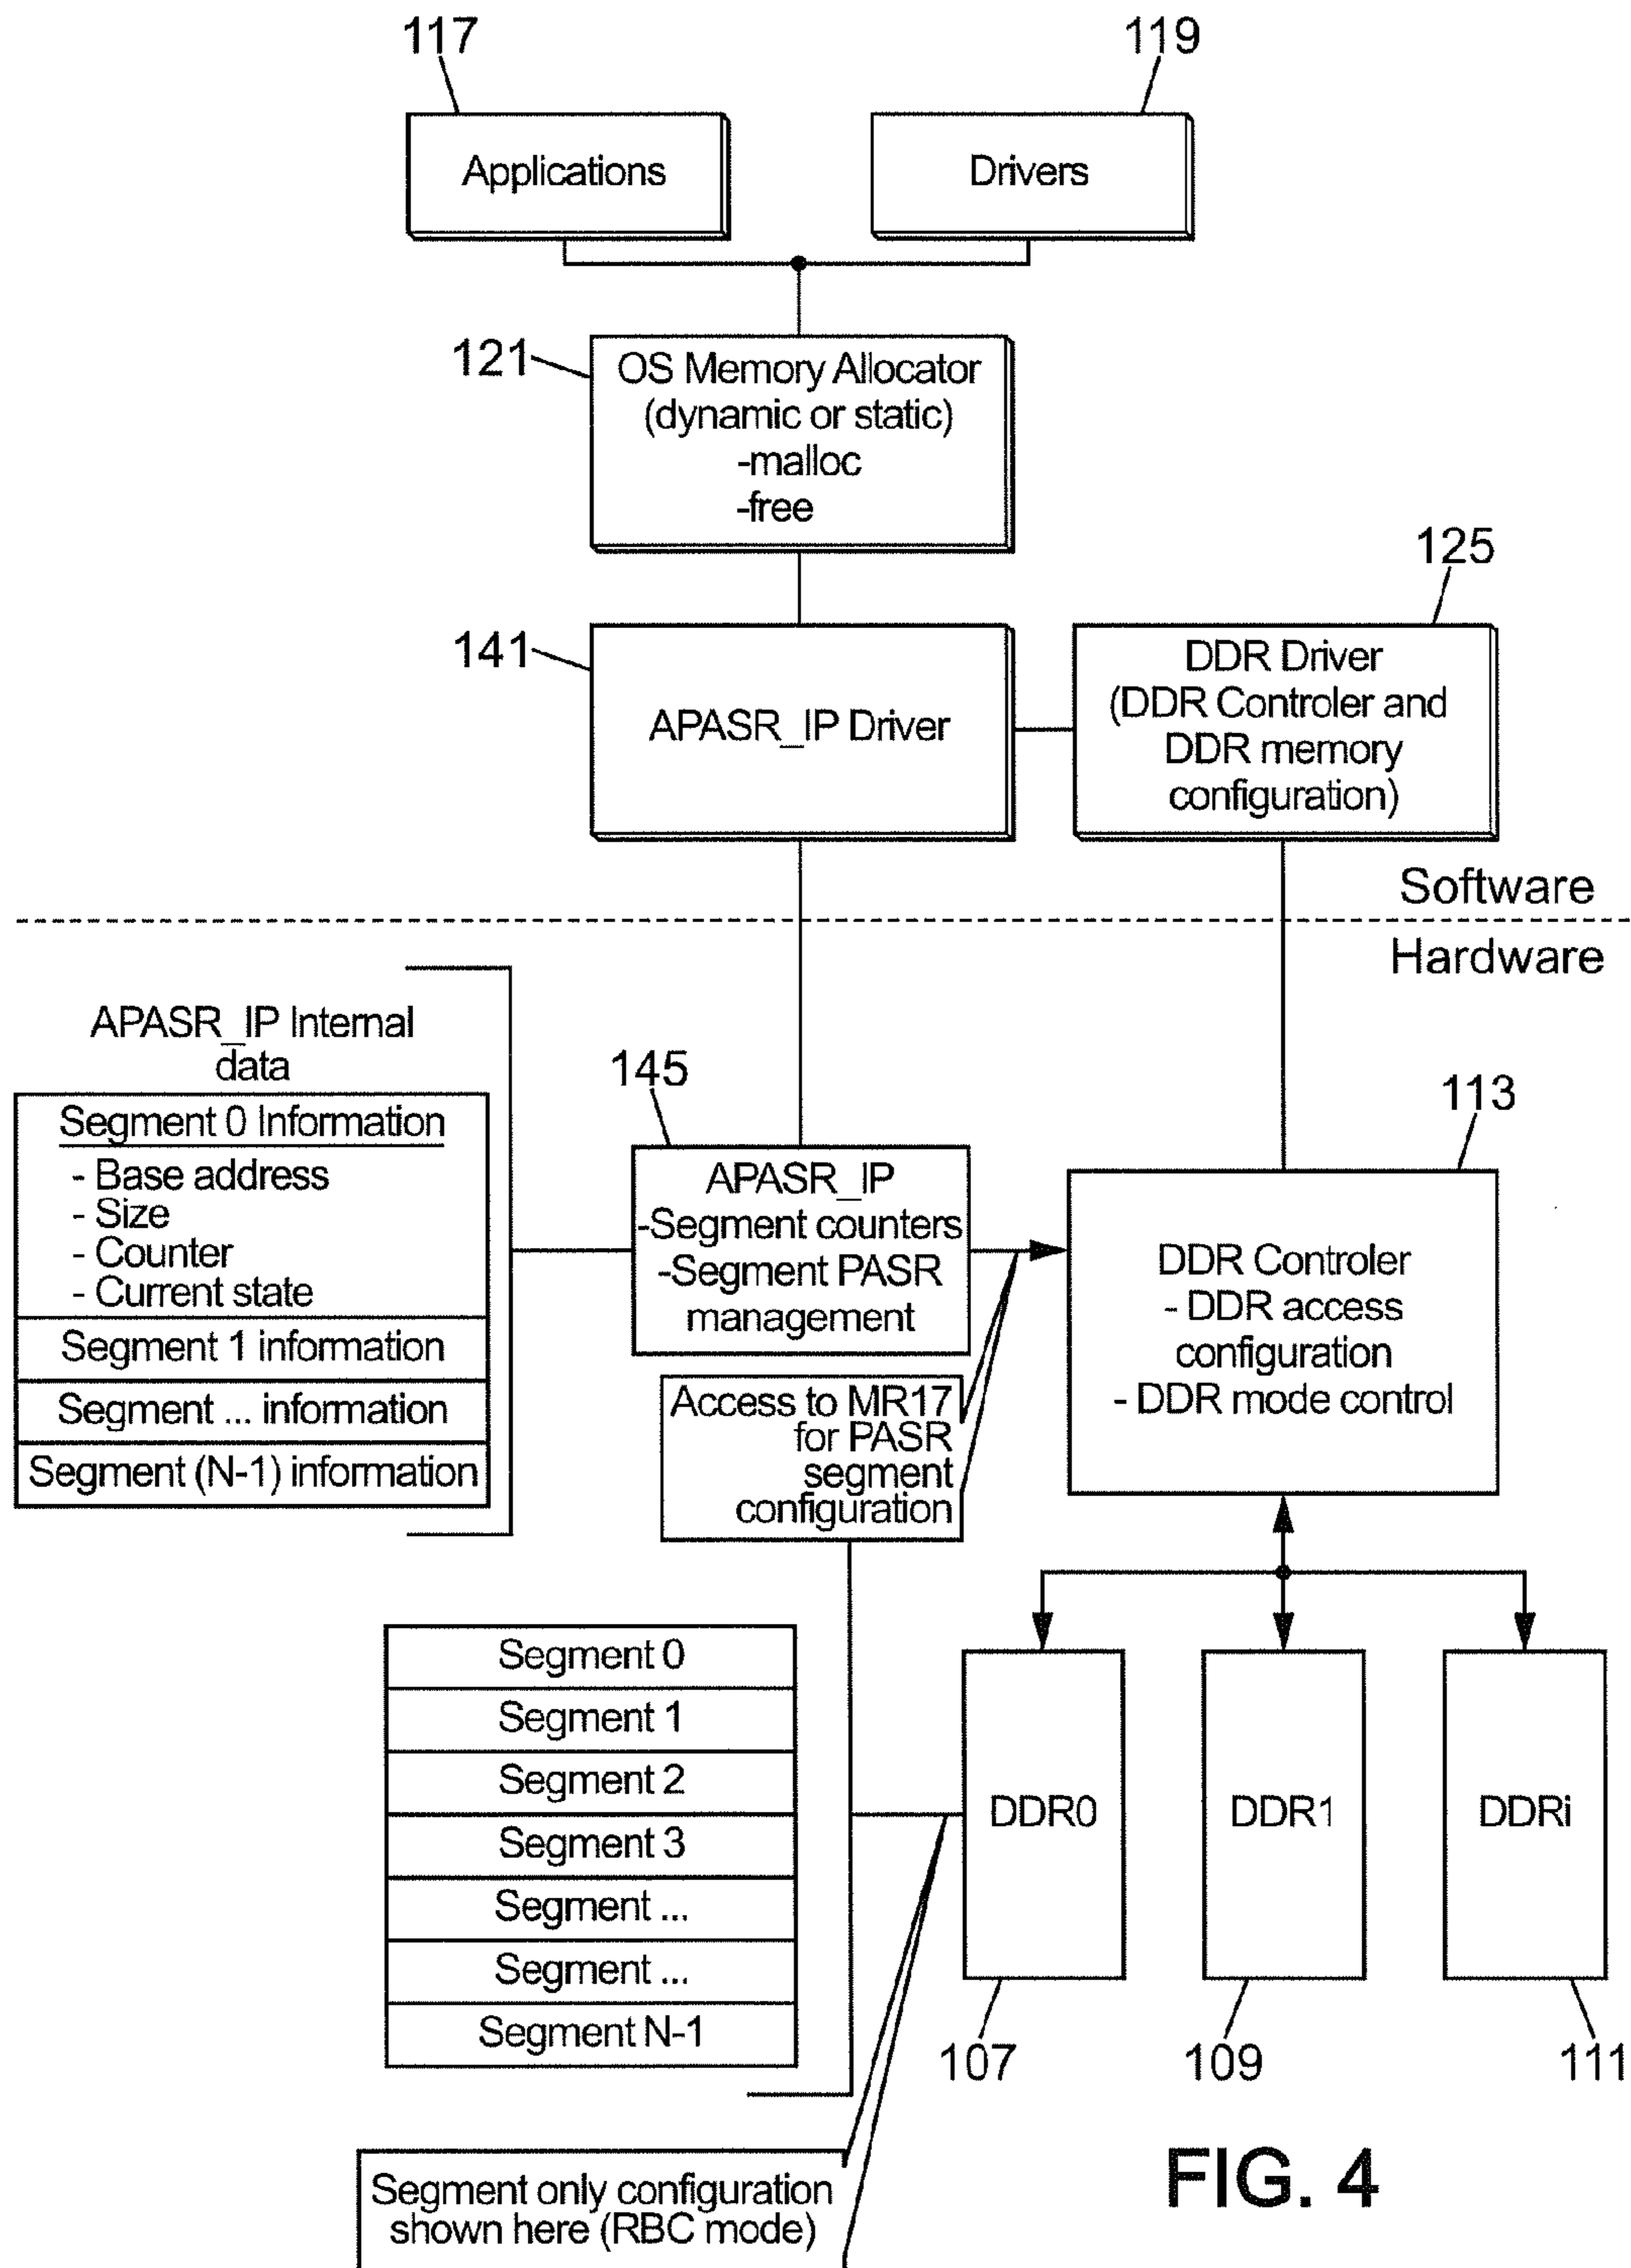 117
119
Applications
Drivers
121
OS Memory Allocator
(dynamic or static)
-malloc
-free
125
141
APASR_IP Driver
DDR Driver
(DDR Controler and
DDR memory
configuration)
Software
Hardware
APASR_IP Internal
data
Segment 0 Information
- Base address
- Size
- Counter
- Current state
Segment 1 information
Segment ... information
Segment (N-1) information
145
APASR_IP
-Segment counters
-Segment PASR
management
113
DDR Controler
- DDR access
configuration
- DDR mode control
Access to MR17
for PASR
segment
configuration
Segment 0
Segment 1
Segment 2
Segment 3
Segment ...
Segment ...
Segment N-1
DDR0
DDR1
DDRi
107
109
111
Segment only configuration
shown here (RBC mode)
FIG. 4